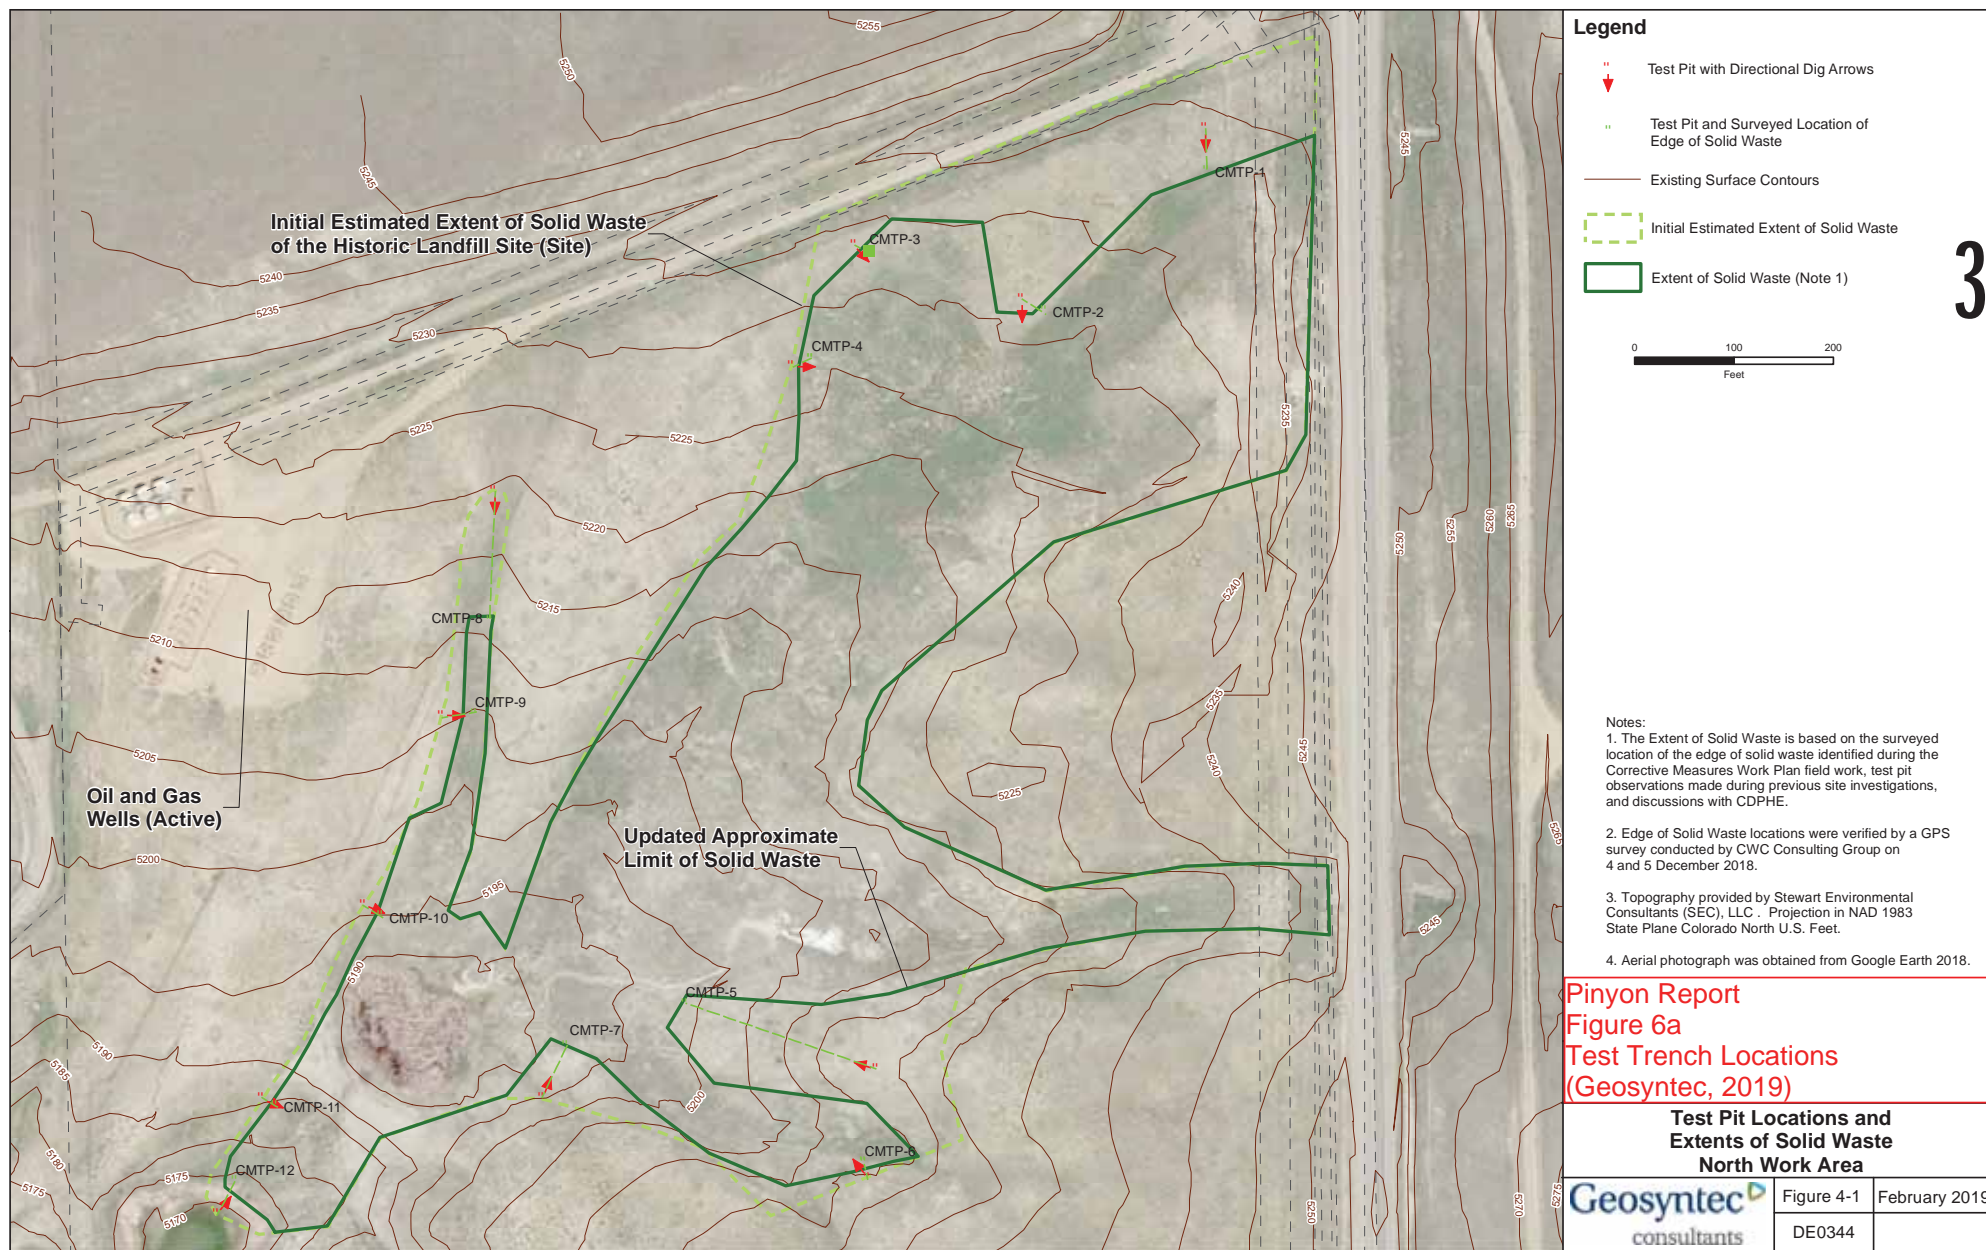 Legend
Test Pit with Directional Dig Arrows
Test Pit and Surveyed Location of
Edge of Solid Waste
Existing Surface Contours
Initial Estimated Extent of Solid Waste
Extent of Solid Waste (Note 1)
3
0 100 200
Feet
Initial Estimated Extent of Solid Waste
of the Historic Landfill Site (Site)
Oil and Gas
Wells (Active)
Updated Approximate
Limit of Solid Waste
CMTP-1
CMTP-2
CMTP-3
CMTP-4
CMTP-8
CMTP-9
CMTP-10
CMTP-5
CMTP-7
CMTP-11
CMTP-12
CMTP-6
5255
5250
5245
5240
5235
5230
5225
5225
5220
5215
5210
5205
5200
5195
5190
5190
5185
5180
5175
5175
5170
5200
5225
5235
5240
5235
5240
5245
5245
5250
5255
5260
5265
5265
5245
5250
5270
5275
Notes:
1. The Extent of Solid Waste is based on the surveyed
location of the edge of solid waste identified during the
Corrective Measures Work Plan field work, test pit
observations made during previous site investigations,
and discussions with CDPHE.
2. Edge of Solid Waste locations were verified by a GPS
survey conducted by CWC Consulting Group on
4 and 5 December 2018.
3. Topography provided by Stewart Environmental
Consultants (SEC), LLC . Projection in NAD 1983
State Plane Colorado North U.S. Feet.
4. Aerial photograph was obtained from Google Earth 2018.
Pinyon Report
Figure 6a
Test Trench Locations
(Geosyntec, 2019)
Test Pit Locations and
Extents of Solid Waste
North Work Area
Geosyntec
consultants
Figure 4-1
February 2019
DE0344